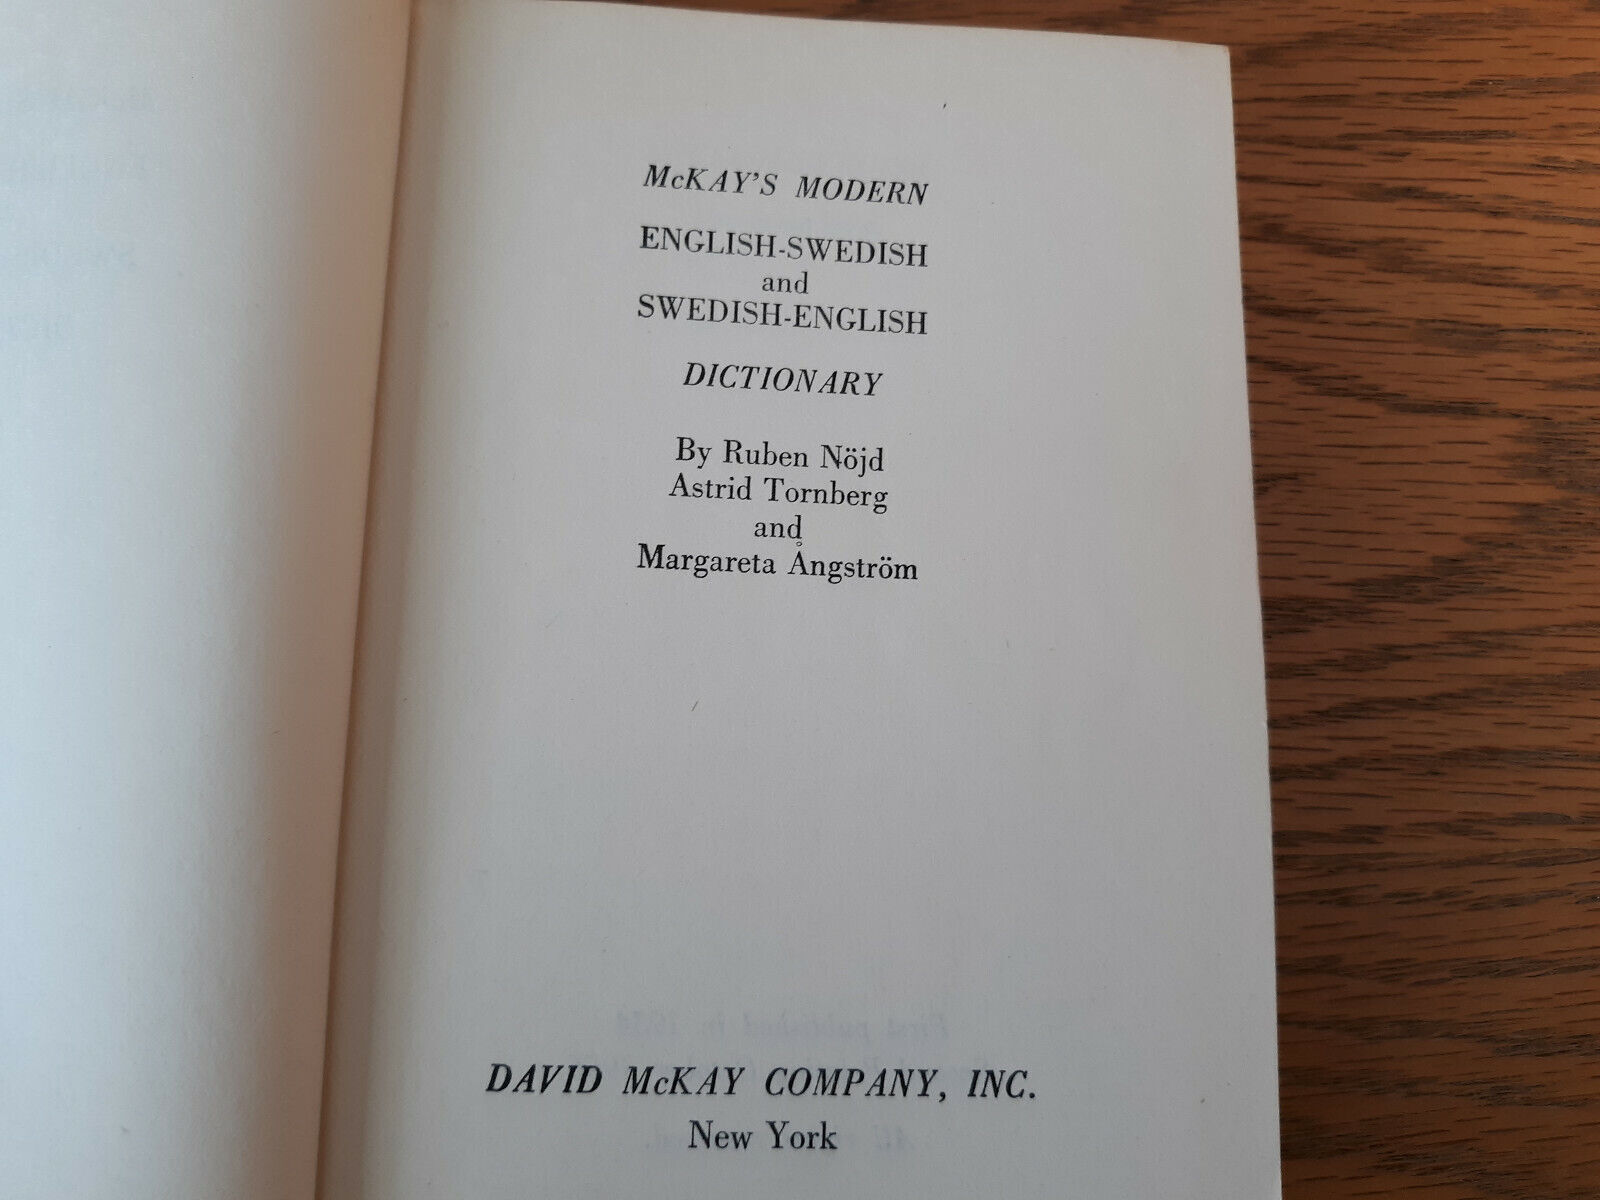 McKAY'S MODERN
ENGLISH-SWEDISH
and
SWEDISH-ENGLISH
DICTIONARY
By Ruben Nöjd
Astrid Tornberg
and
Margareta Ångström
DAVID McKAY COMPANY, INC.
New York